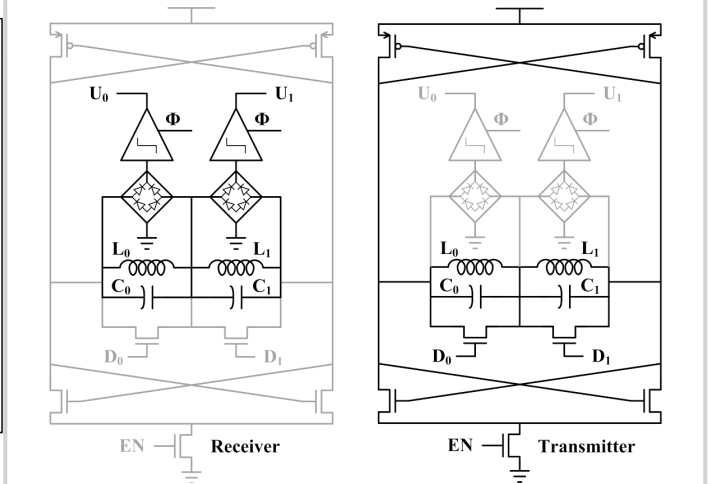 U₀ U₁ U₀ U₁
Φ Φ Φ Φ
L₀ L₁ L₀ L₁
C₀ C₁ C₀ C₁
D₀ D₁ D₀ D₁
EN Receiver EN Transmitter